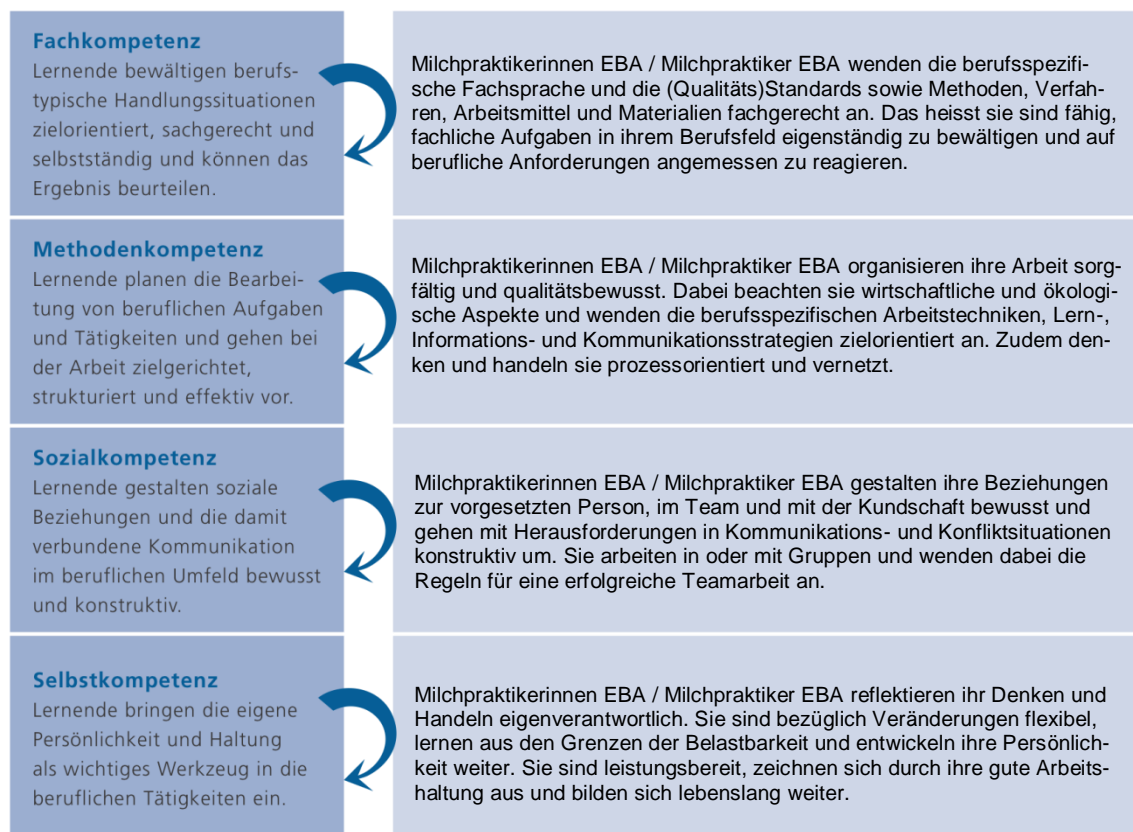 Fachkompetenz
Lernende bewältigen berufs-
typische Handlungssituationen
zielorientiert, sachgerecht und
selbstständig und können das
Ergebnis beurteilen.
Milchpraktikerinnen EBA / Milchpraktiker EBA wenden die berufsspezifi-
sche Fachsprache und die (Qualitäts)Standards sowie Methoden, Verfah-
ren, Arbeitsmittel und Materialien fachgerecht an. Das heisst sie sind fähig,
fachliche Aufgaben in ihrem Berufsfeld eigenständig zu bewältigen und auf
berufliche Anforderungen angemessen zu reagieren.
Methodenkompetenz
Lernende planen die Bearbei-
tung von beruflichen Aufgaben
und Tätigkeiten und gehen bei
der Arbeit zielgerichtet,
strukturiert und effektiv vor.
Milchpraktikerinnen EBA / Milchpraktiker EBA organisieren ihre Arbeit sorg-
fältig und qualitätsbewusst. Dabei beachten sie wirtschaftliche und ökologi-
sche Aspekte und wenden die berufsspezifischen Arbeitstechniken, Lern-,
Informations- und Kommunikationsstrategien zielorientiert an. Zudem den-
ken und handeln sie prozessorientiert und vernetzt.
Sozialkompetenz
Lernende gestalten soziale
Beziehungen und die damit
verbundene Kommunikation
im beruflichen Umfeld bewusst
und konstruktiv.
Milchpraktikerinnen EBA / Milchpraktiker EBA gestalten ihre Beziehungen
zur vorgesetzten Person, im Team und mit der Kundschaft bewusst und
gehen mit Herausforderungen in Kommunikations- und Konfliktsituationen
konstruktiv um. Sie arbeiten in oder mit Gruppen und wenden dabei die
Regeln für eine erfolgreiche Teamarbeit an.
Selbstkompetenz
Lernende bringen die eigene
Persönlichkeit und Haltung
als wichtiges Werkzeug in die
beruflichen Tätigkeiten ein.
Milchpraktikerinnen EBA / Milchpraktiker EBA reflektieren ihr Denken und
Handeln eigenverantwortlich. Sie sind bezüglich Veränderungen flexibel,
lernen aus den Grenzen der Belastbarkeit und entwickeln ihre Persönlich-
keit weiter. Sie sind leistungsbereit, zeichnen sich durch ihre gute Arbeits-
haltung aus und bilden sich lebenslang weiter.